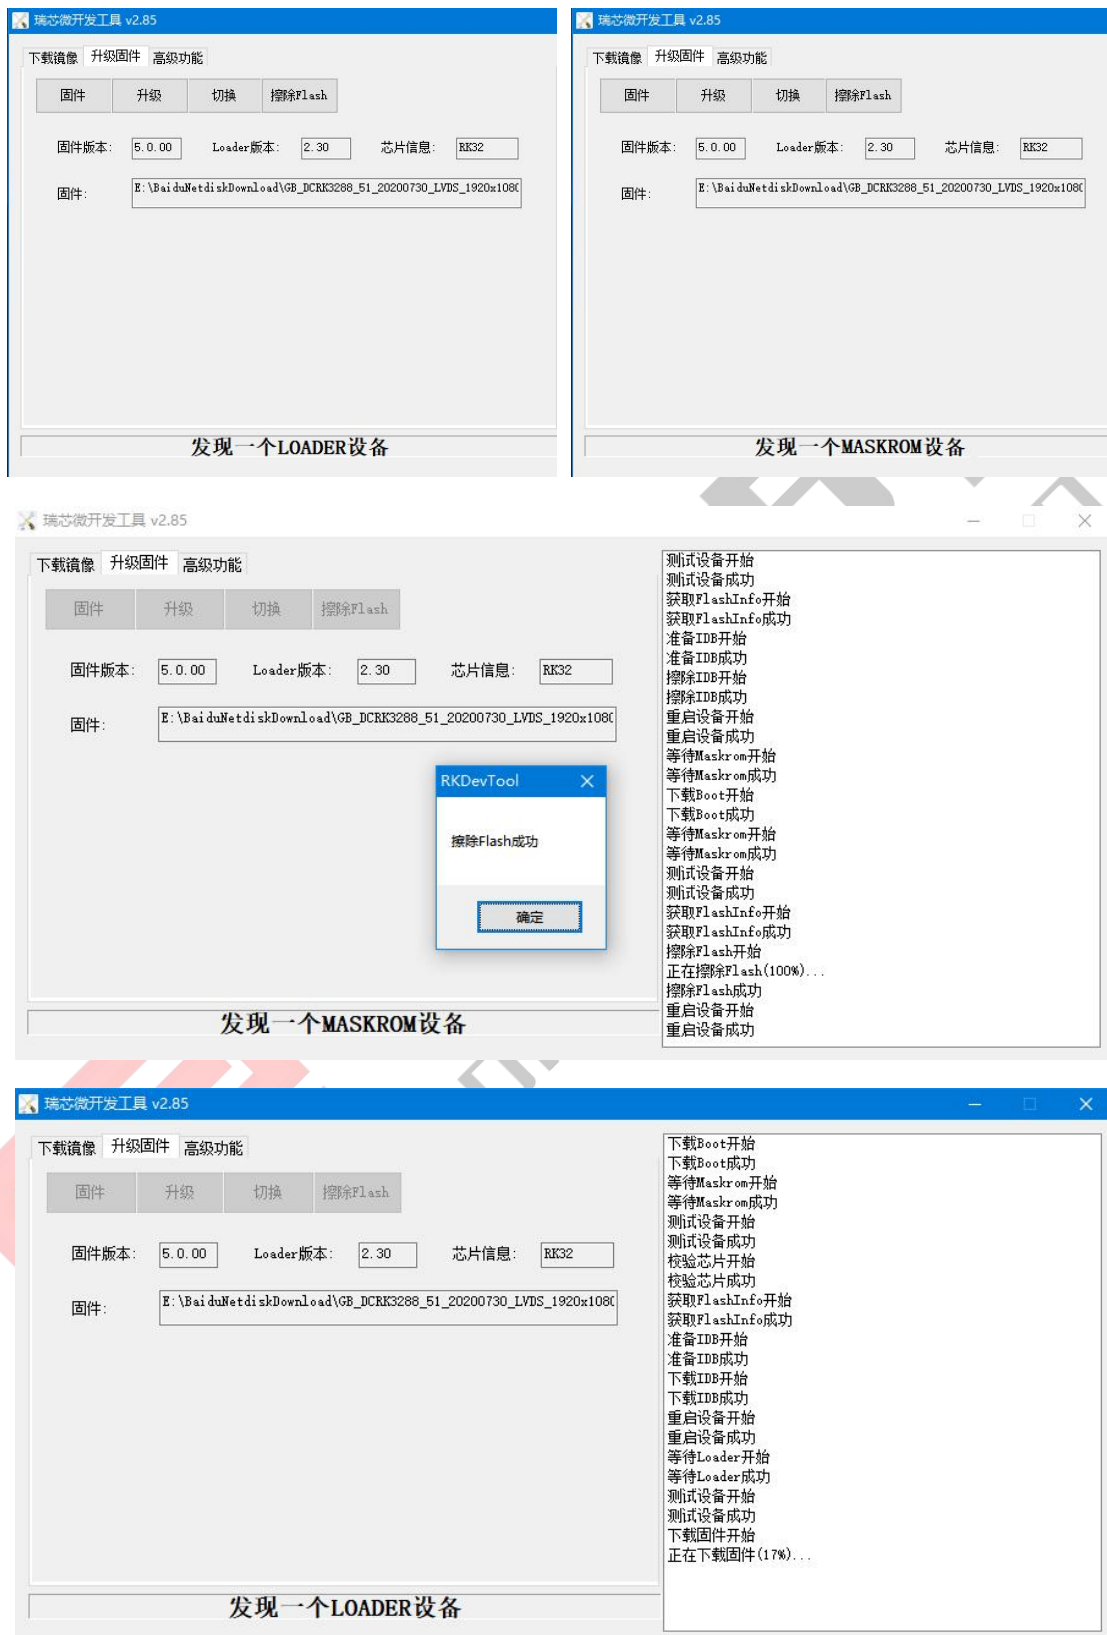 瑞芯微开发工具 v2.85
下载镜像 升级固件 高级功能
固件 升级 切换 擦除Flash
固件版本: 5.0.00 Loader版本: 2.30 芯片信息: RK32
固件: E:\BaiduNetdiskDownload\GB_DCRK3288_51_20200730_LVDS_1920x108(
发现一个LOADER设备
瑞芯微开发工具 v2.85
下载镜像 升级固件 高级功能
固件 升级 切换 擦除Flash
固件版本: 5.0.00 Loader版本: 2.30 芯片信息: RK32
固件: E:\BaiduNetdiskDownload\GB_DCRK3288_51_20200730_LVDS_1920x108(
发现一个MASKROM设备
瑞芯微开发工具 v2.85
下载镜像 升级固件 高级功能
固件 升级 切换 擦除Flash
固件版本: 5.0.00 Loader版本: 2.30 芯片信息: RK32
固件: E:\BaiduNetdiskDownload\GB_DCRK3288_51_20200730_LVDS_1920x108(
RKDevTool
擦除Flash成功
确定
发现一个MASKROM设备
测试设备开始
测试设备成功
获取FlashInfo开始
获取FlashInfo成功
准备IDB开始
准备IDB成功
擦除IDB开始
擦除IDB成功
重启设备开始
重启设备成功
等待Maskrom开始
等待Maskrom成功
下载Boot开始
下载Boot成功
等待Maskrom开始
等待Maskrom成功
测试设备开始
测试设备成功
获取FlashInfo开始
获取FlashInfo成功
擦除Flash开始
正在擦除Flash(100%)...
擦除Flash成功
重启设备开始
重启设备成功
瑞芯微开发工具 v2.85
下载镜像 升级固件 高级功能
固件 升级 切换 擦除Flash
固件版本: 5.0.00 Loader版本: 2.30 芯片信息: RK32
固件: E:\BaiduNetdiskDownload\GB_DCRK3288_51_20200730_LVDS_1920x108(
发现一个LOADER设备
下载Boot开始
下载Boot成功
等待Maskrom开始
等待Maskrom成功
测试设备开始
测试设备成功
校验芯片开始
校验芯片成功
获取FlashInfo开始
获取FlashInfo成功
准备IDB开始
准备IDB成功
下载IDB开始
下载IDB成功
重启设备开始
重启设备成功
等待Loader开始
等待Loader成功
测试设备开始
测试设备成功
下载固件开始
正在下载固件(17%)...